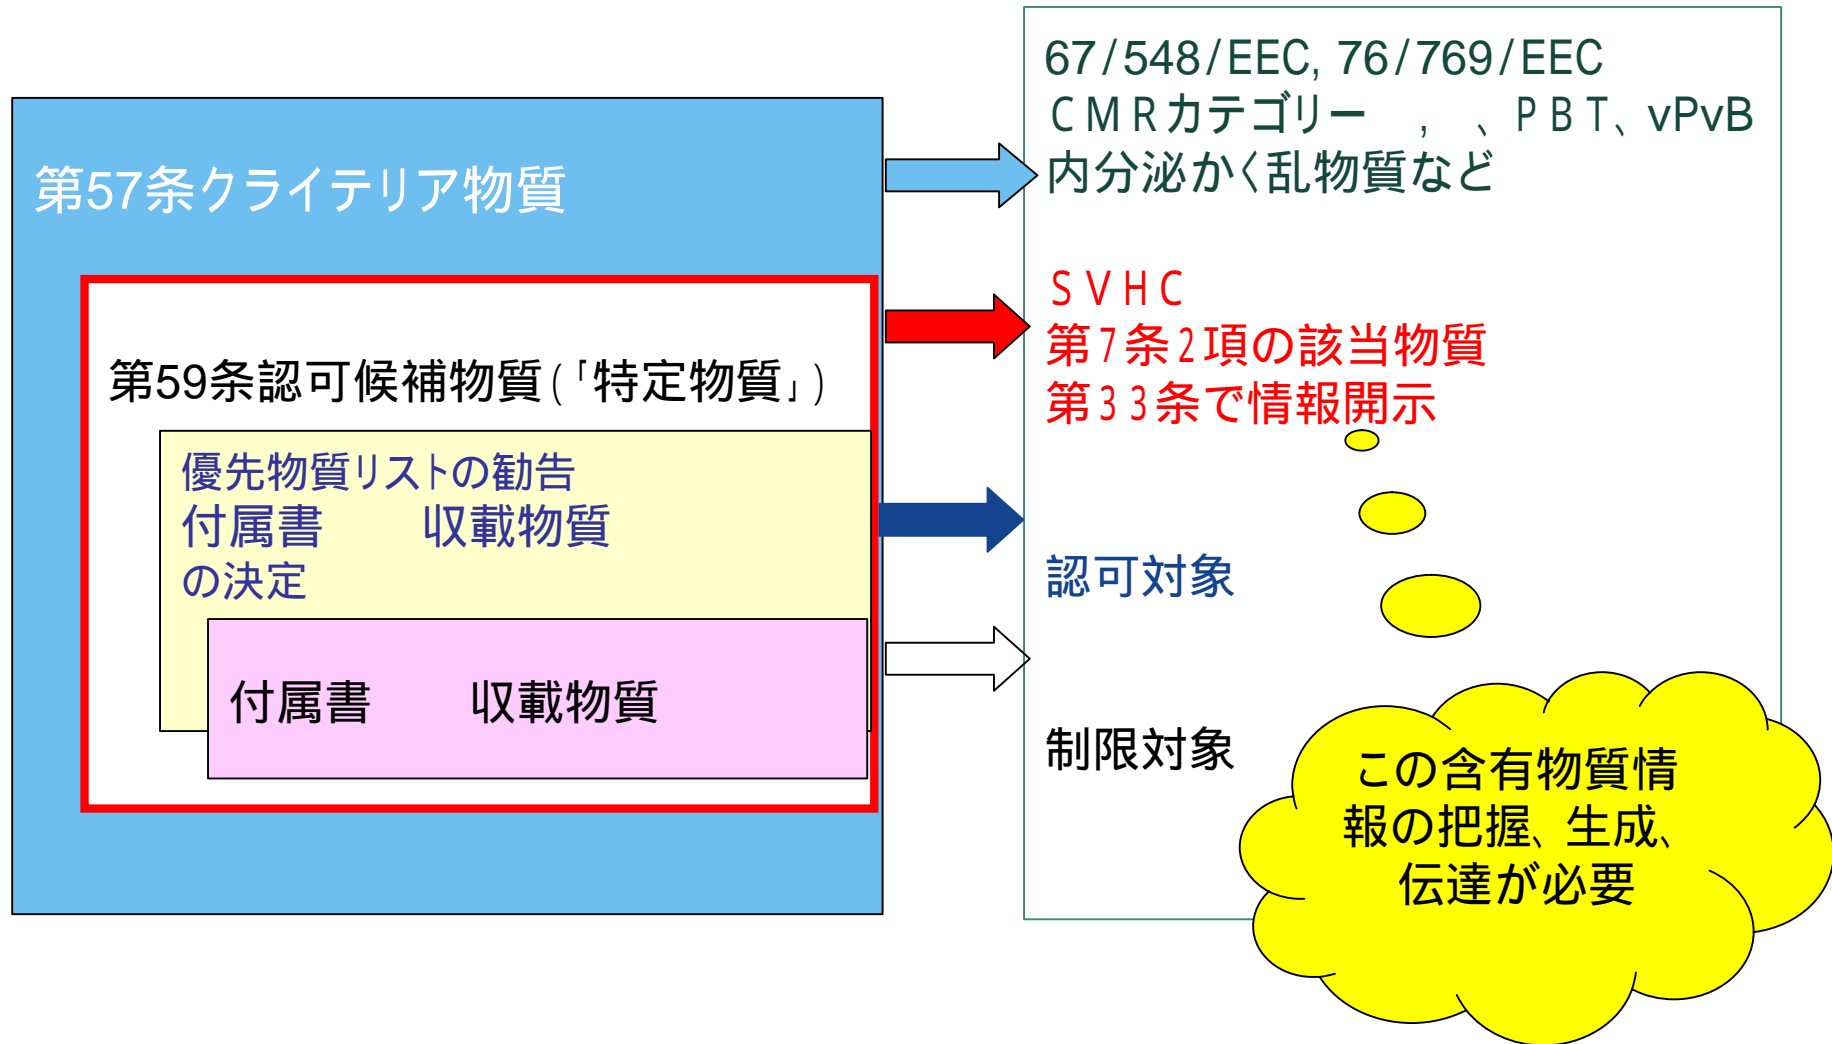 第57条クライテリア物質
第59条認可候補物質(「特定物質」)
優先物質リストの勧告
付属書　　収載物質
の決定
付属書　　収載物質
67/548/EEC, 76/769/EEC
ＣＭＲカテゴリー　,　、ＰＢＴ、vPvB
内分泌かく乱物質など
ＳＶＨＣ
第7条2項の該当物質
第33条で情報開示
認可対象
制限対象
この含有物質情
報の把握、生成、
伝達が必要